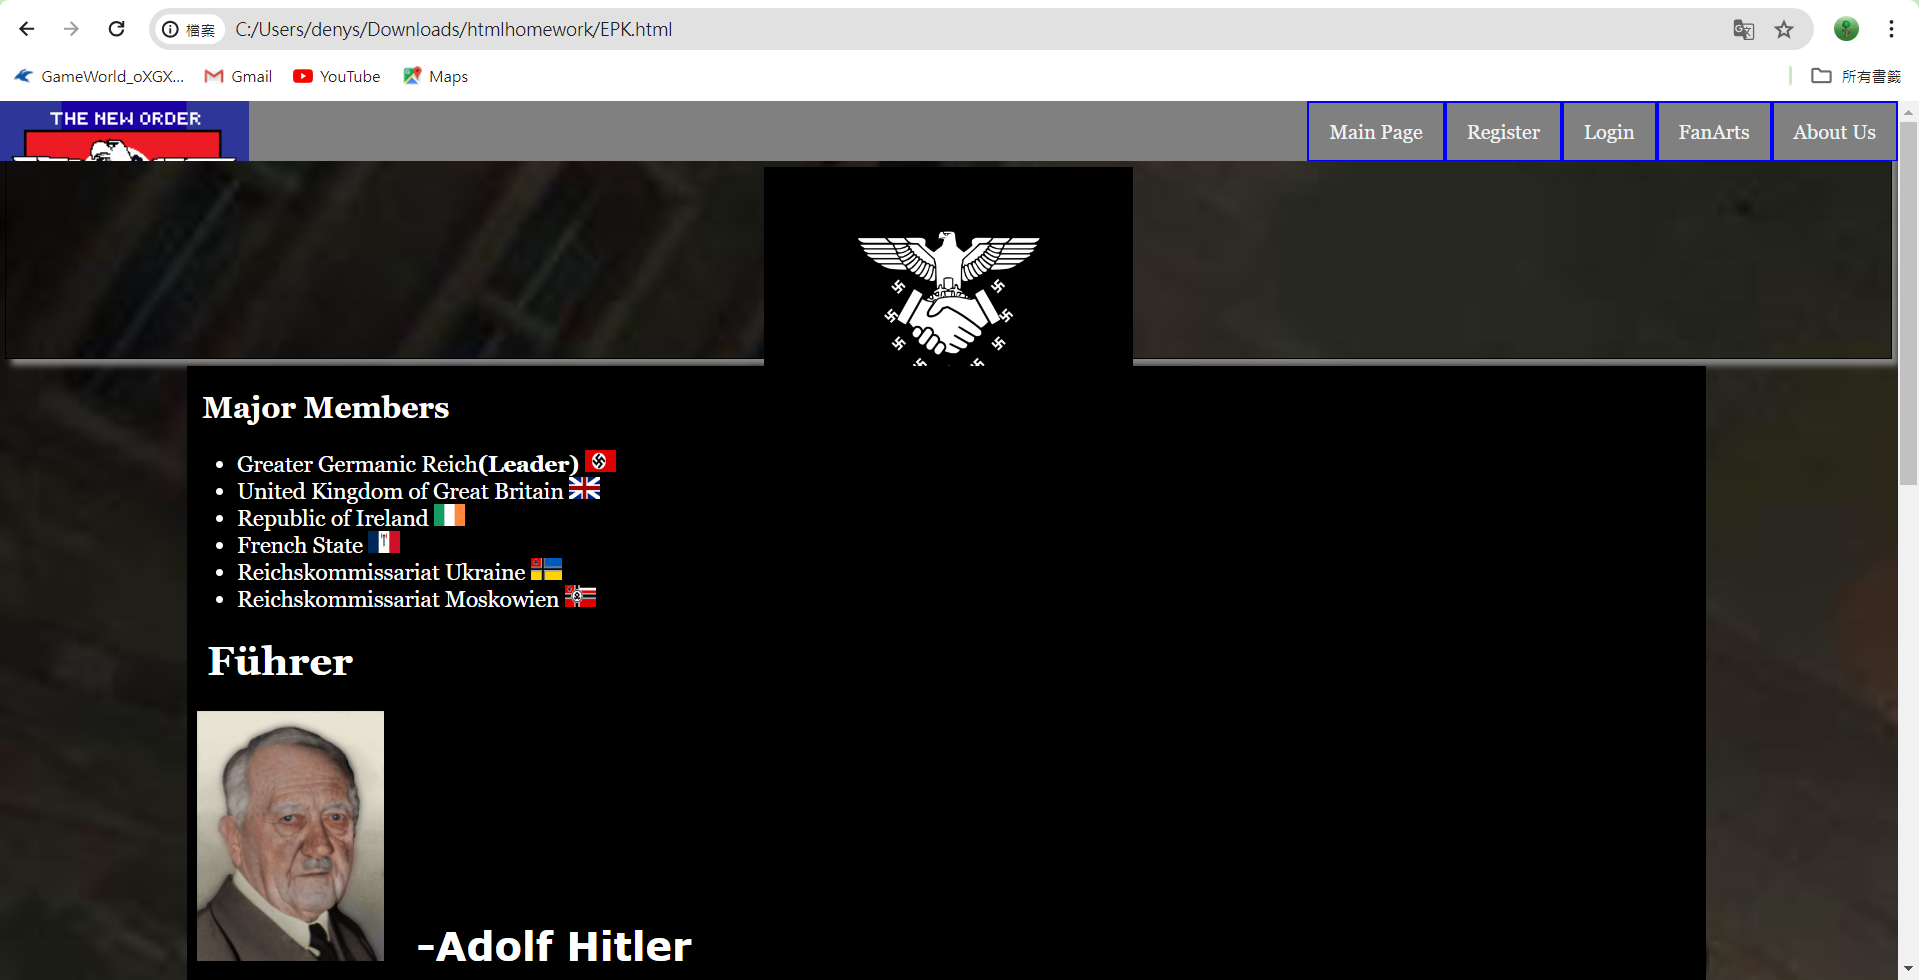 檔案 C:/Users/denys/Downloads/htmlhomework/EPK.html
GameWorld_oXGX... Gmail YouTube Maps 所有書籤
THE NEW ORDER
Main Page Register Login FanArts About Us
Major Members
• Greater Germanic Reich(Leader)
• United Kingdom of Great Britain
• Republic of Ireland
• French State
• Reichskommissariat Ukraine
• Reichskommissariat Moskowien
Führer
-Adolf Hitler